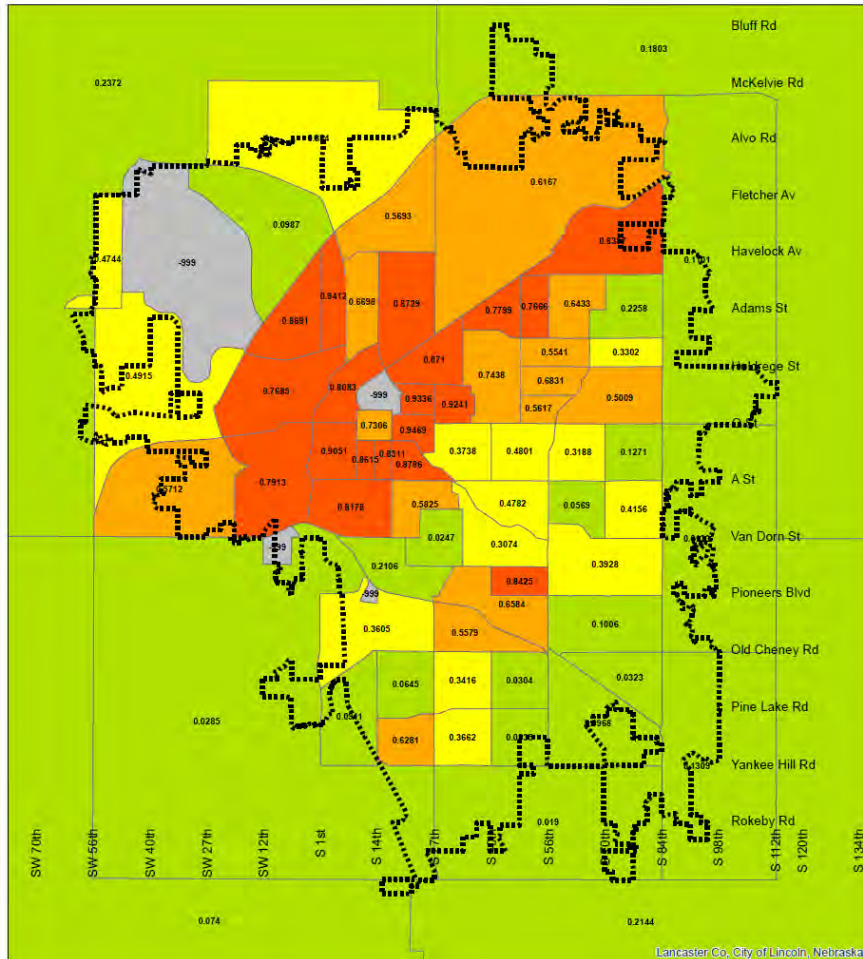 Bluff Rd
0.1803
0.2372
McKelvie Rd
Alvo Rd
0.6167
Fletcher Av
0.0987
0.5693
Havelock Av
0.4744
-999
0.9412
0.6698
0.8729
0.7799
0.7666
0.6433
0.2258
Adams St
0.8691
0.871
0.5541
0.3302
Holdrege St
0.4915
0.7685
0.8083
-999
0.9336
0.9241
0.7438
0.6831
0.5617
0.5009
0.7306
0.9469
0.9051
0.8615
0.8311
0.8786
0.3738
0.4801
0.3188
0.1271
A St
0.5712
0.7913
0.8178
0.5825
0.4782
0.0569
0.4156
Van Dorn St
0.0247
0.3074
0.2106
0.3928
-999
0.8425
Pioneers Blvd
0.6584
0.3605
0.5579
0.1006
Old Cheney Rd
0.0645
0.3416
0.0304
0.0323
Pine Lake Rd
0.0285
0.6281
0.3662
0.1309
Yankee Hill Rd
0.019
Rokeby Rd
SW 70th
SW 56th
SW 40th
SW 27th
SW 12th
S 1st
S 14th
S 56th
S 84th
S 98th
S 112th
S 120th
S 134th
0.074
0.2144
Lancaster Co, City of Lincoln, Nebraska